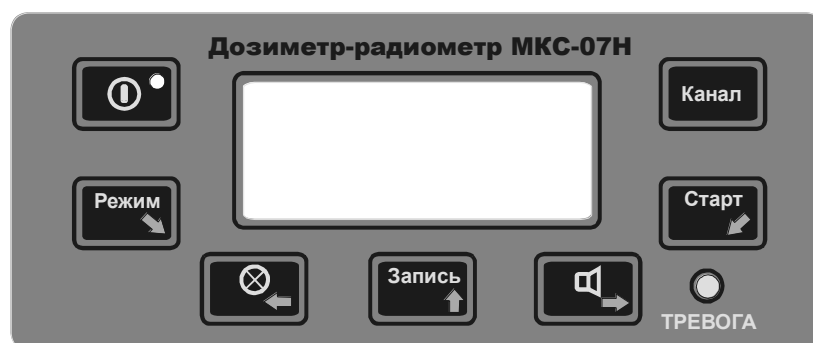 Дозиметр-радиометр МКС-07Н
Канал
Режим
Старт
Запись
ТРЕВОГА